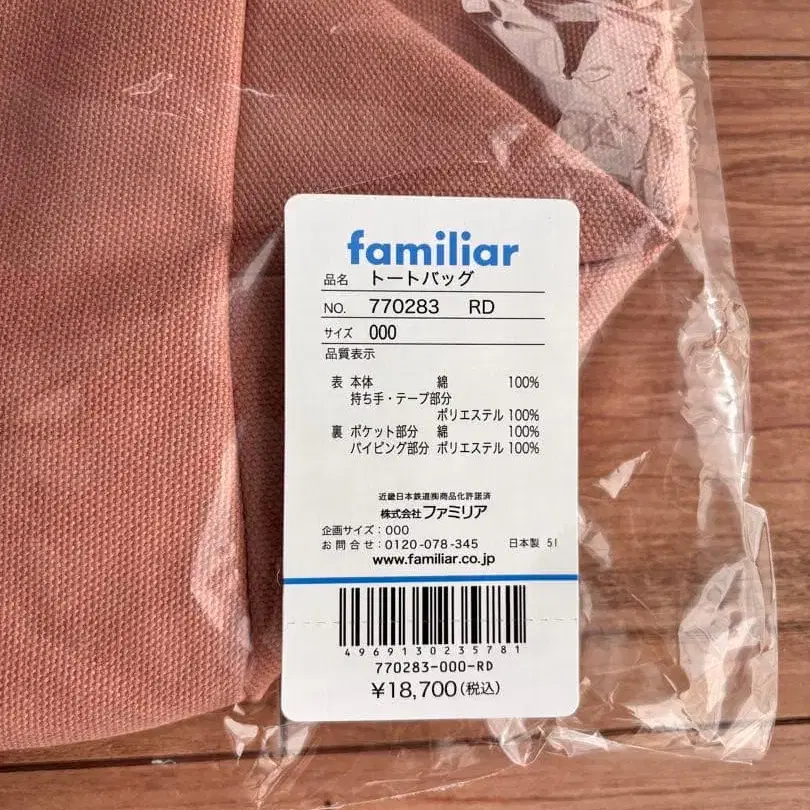 familiar
品名 トートバッグ
NO. 770283 RD
サイズ 000
品質表示
表 本体 綿 100%
持ち手・テープ部分
ポリエステル 100%
裏 ポケット部分 綿 100%
パイピング部分 ポリエステル 100%
近畿日本鉄道㈱商品化許諾済
株式会社ファミリア
企画サイズ：000
お問合せ：0120-078-345 日本製 51
www.familiar.co.jp
4969130235781
770283-000-RD
¥18,700(税込)